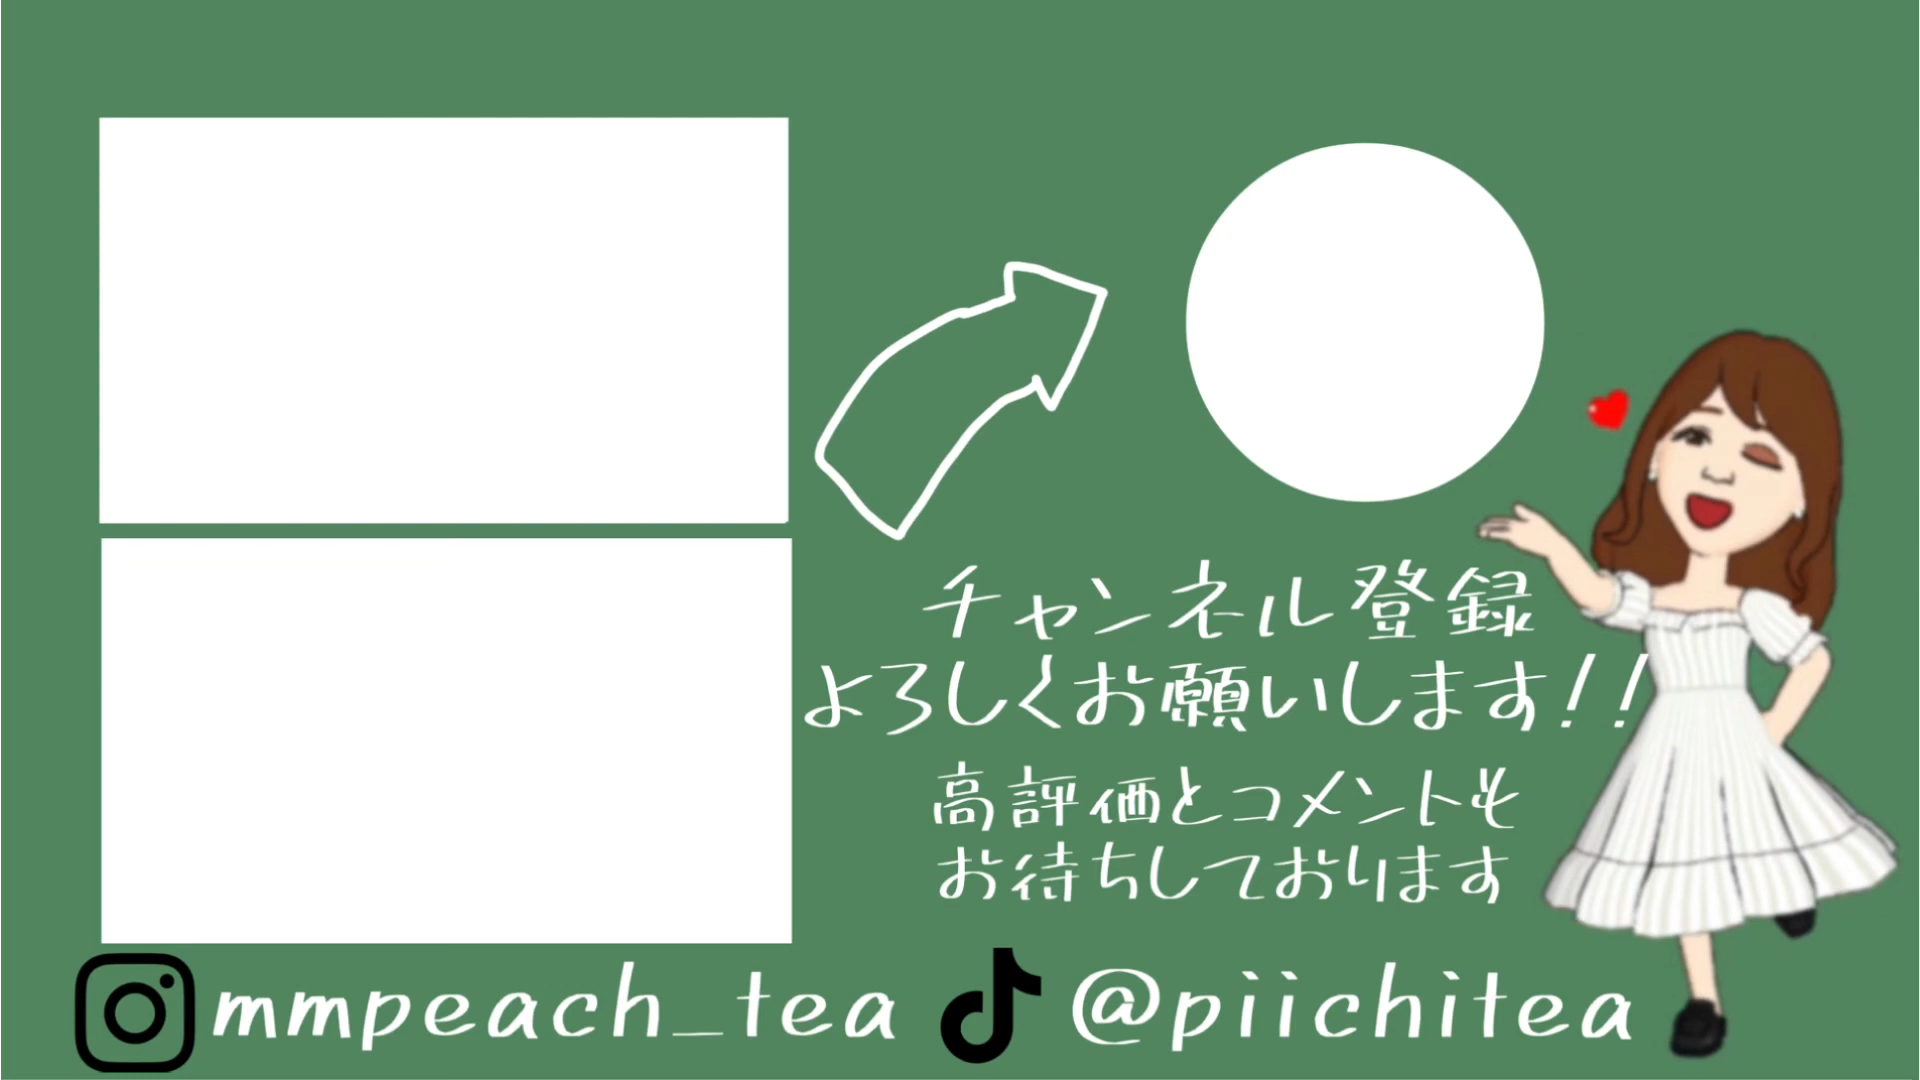 チャンネル登録
よろしくお願いします!!
高評価とコメントも
お待ちしております
mmpeach_tea @piichitea